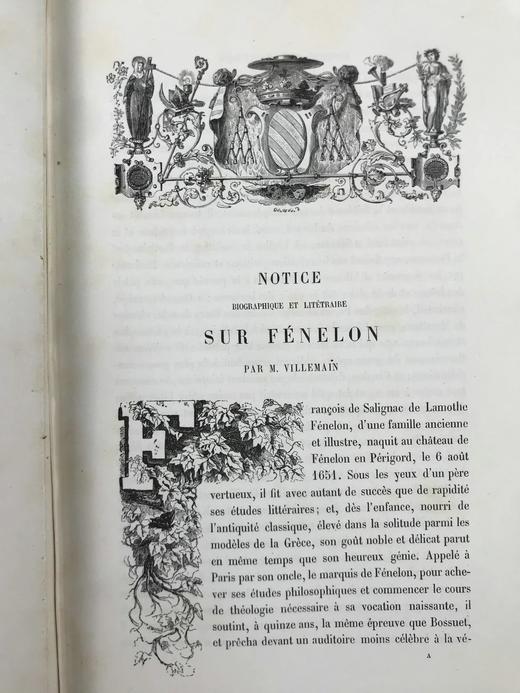 NOTICE
BIOGRAPHIQUE ET LITÉTRAIRE
SUR FÉNELON
PAR M. VILLEMAIN
François de Salignac de Lamothe
Fénelon, d'une famille ancienne
et illustre, naquit au château de
Fénelon en Périgord, le 6 août
1651. Sous les yeux d'un père
vertueux, il fit avec autant de succès que de rapidité
ses études littéraires; et, dès l'enfance, nourri de
l'antiquité classique, élevé dans la solitude parmi les
modèles de la Grèce, son goût noble et délicat parut
en même temps que son heureux génie. Appelé à
Paris par son oncle, le marquis de Fénelon, pour ache-
ver ses études philosophiques et commencer le cours
de théologie nécessaire à sa vocation naissante, il
soutint, à quinze ans, la même épreuve que Bossuet,
et prêcha devant un auditoire moins célèbre à la vé-
A